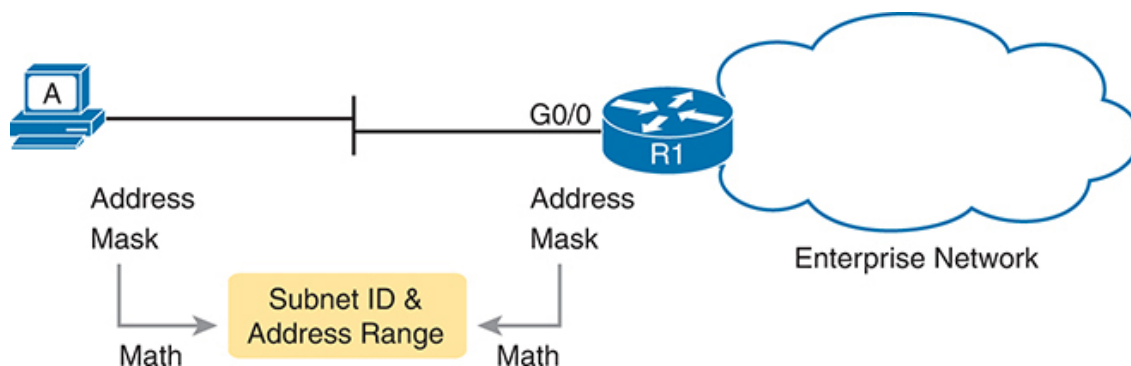 A
G0/0
R1
Address
Mask
Address
Mask
Enterprise Network
Subnet ID &
Address Range
Math
Math